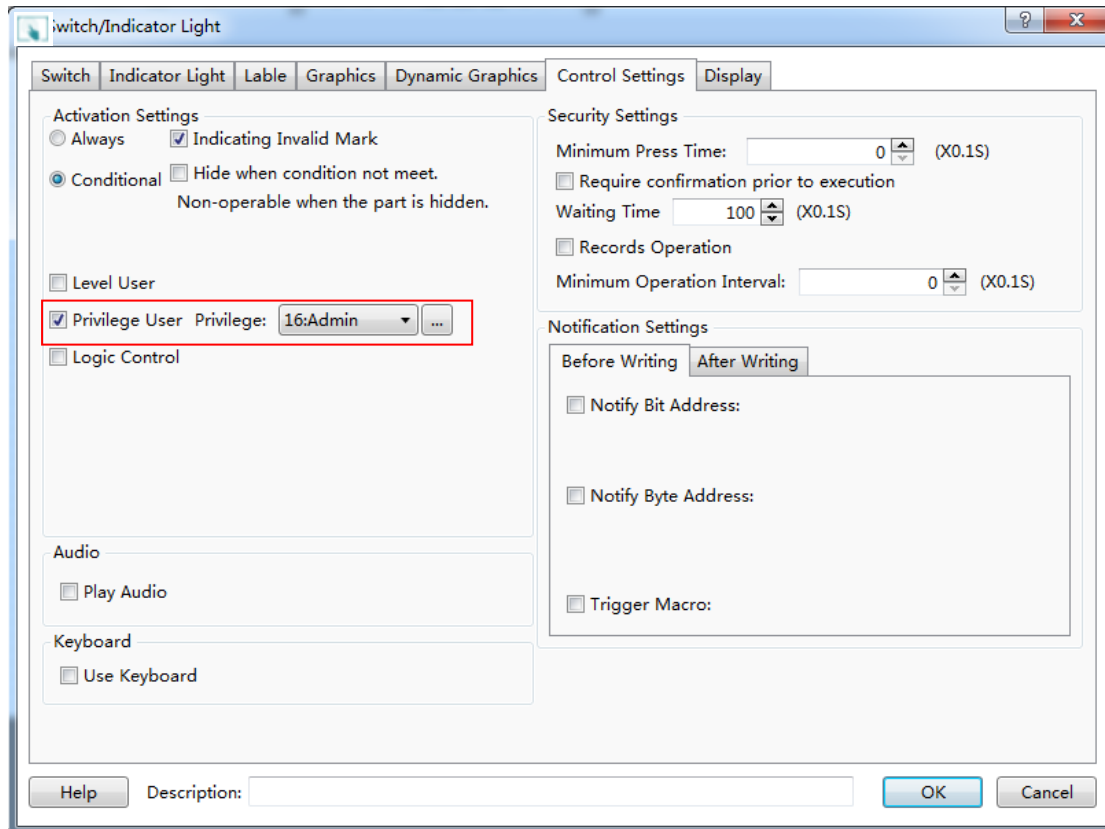 Switch/Indicator Light
Switch Indicator Light Lable Graphics Dynamic Graphics Control Settings Display
Activation Settings
Always Indicating Invalid Mark
Conditional Hide when condition not meet.
Non-operable when the part is hidden.
Level User
Privilege User Privilege: 16:Admin ...
Logic Control
Audio
Play Audio
Keyboard
Use Keyboard
Security Settings
Minimum Press Time: 0 (X0.1S)
Require confirmation prior to execution
Waiting Time 100 (X0.1S)
Records Operation
Minimum Operation Interval: 0 (X0.1S)
Notification Settings
Before Writing After Writing
Notify Bit Address:
Notify Byte Address:
Trigger Macro:
Help Description: OK Cancel